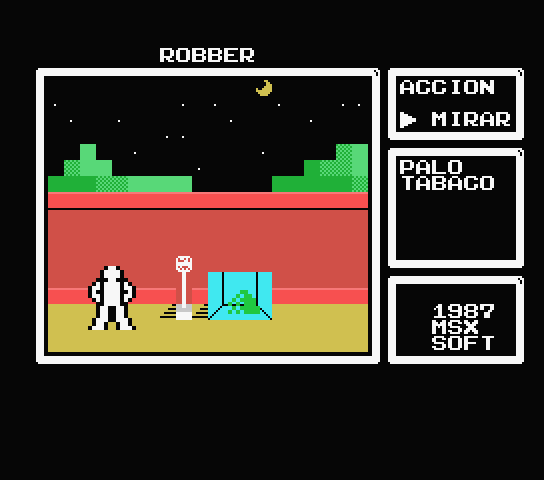 ROBBER
ACCION
▶ MIRAR
PALO
TABACO
1987
MSX
SOFT